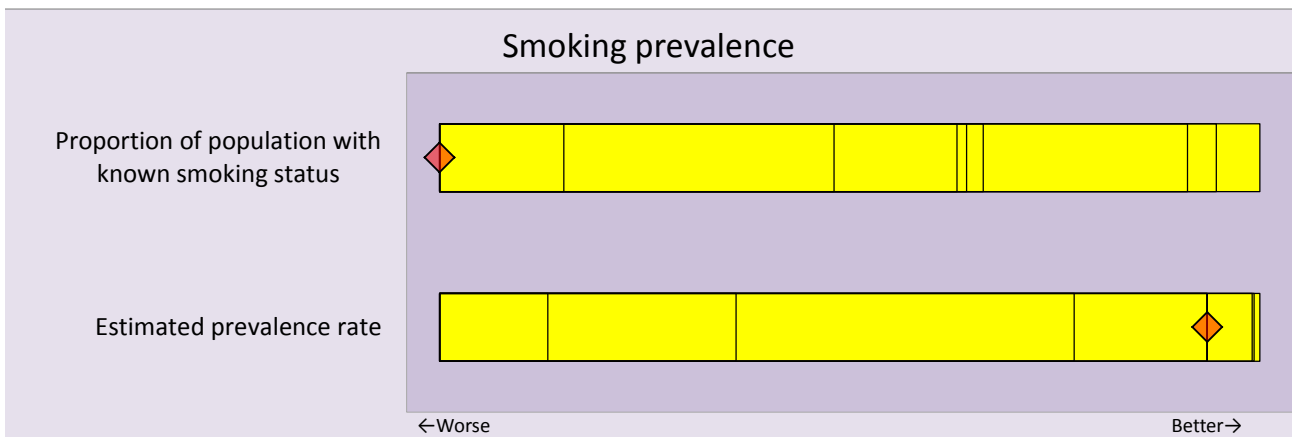 Smoking prevalence
Proportion of population with
known smoking status
Estimated prevalence rate
←Worse
Better→